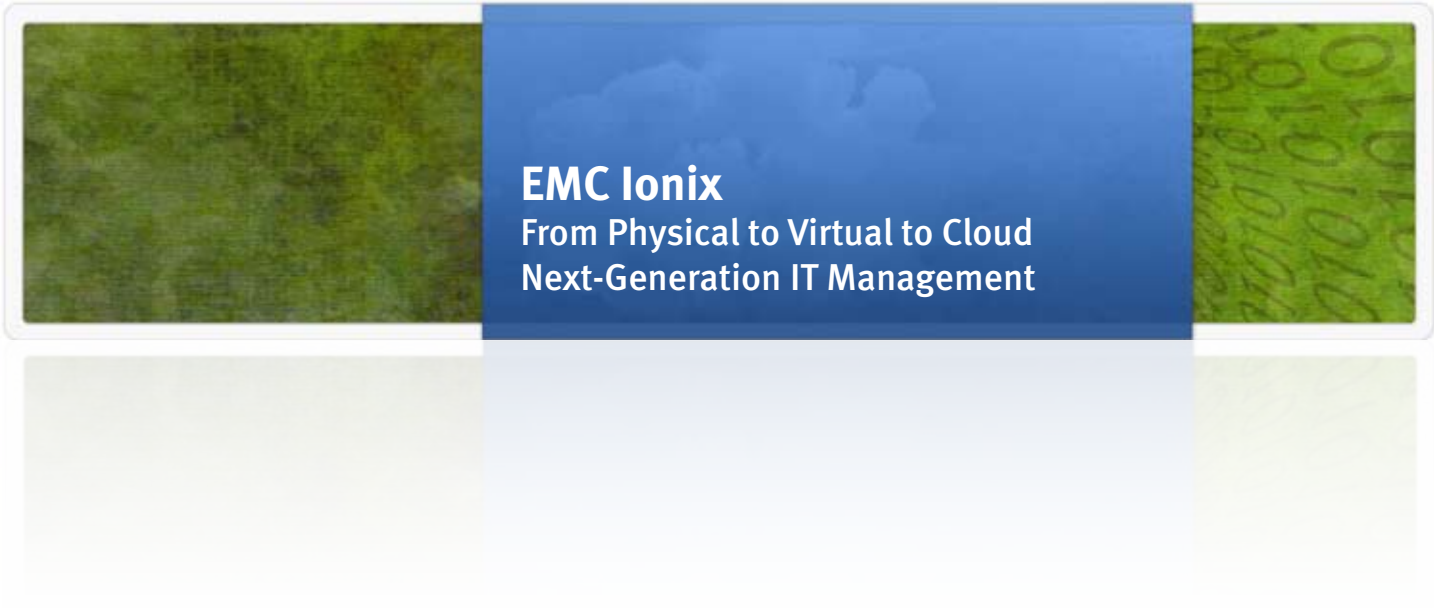 EMC Ionix
From Physical to Virtual to Cloud
Next-Generation IT Management